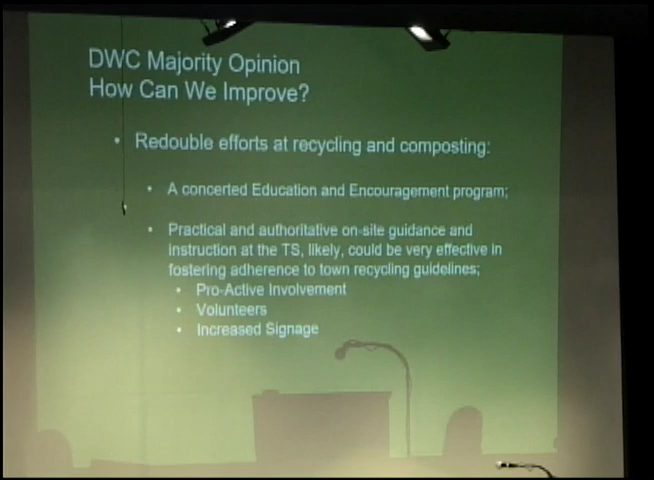 DWC Majority Opinion
How Can We Improve?
• Redouble efforts at recycling and composting:
• A concerted Education and Encouragement program;
• Practical and authoritative on-site guidance and
instruction at the TS, likely, could be very effective in
fostering adherence to town recycling guidelines;
• Pro-Active Involvement
• Volunteers
• Increased Signage